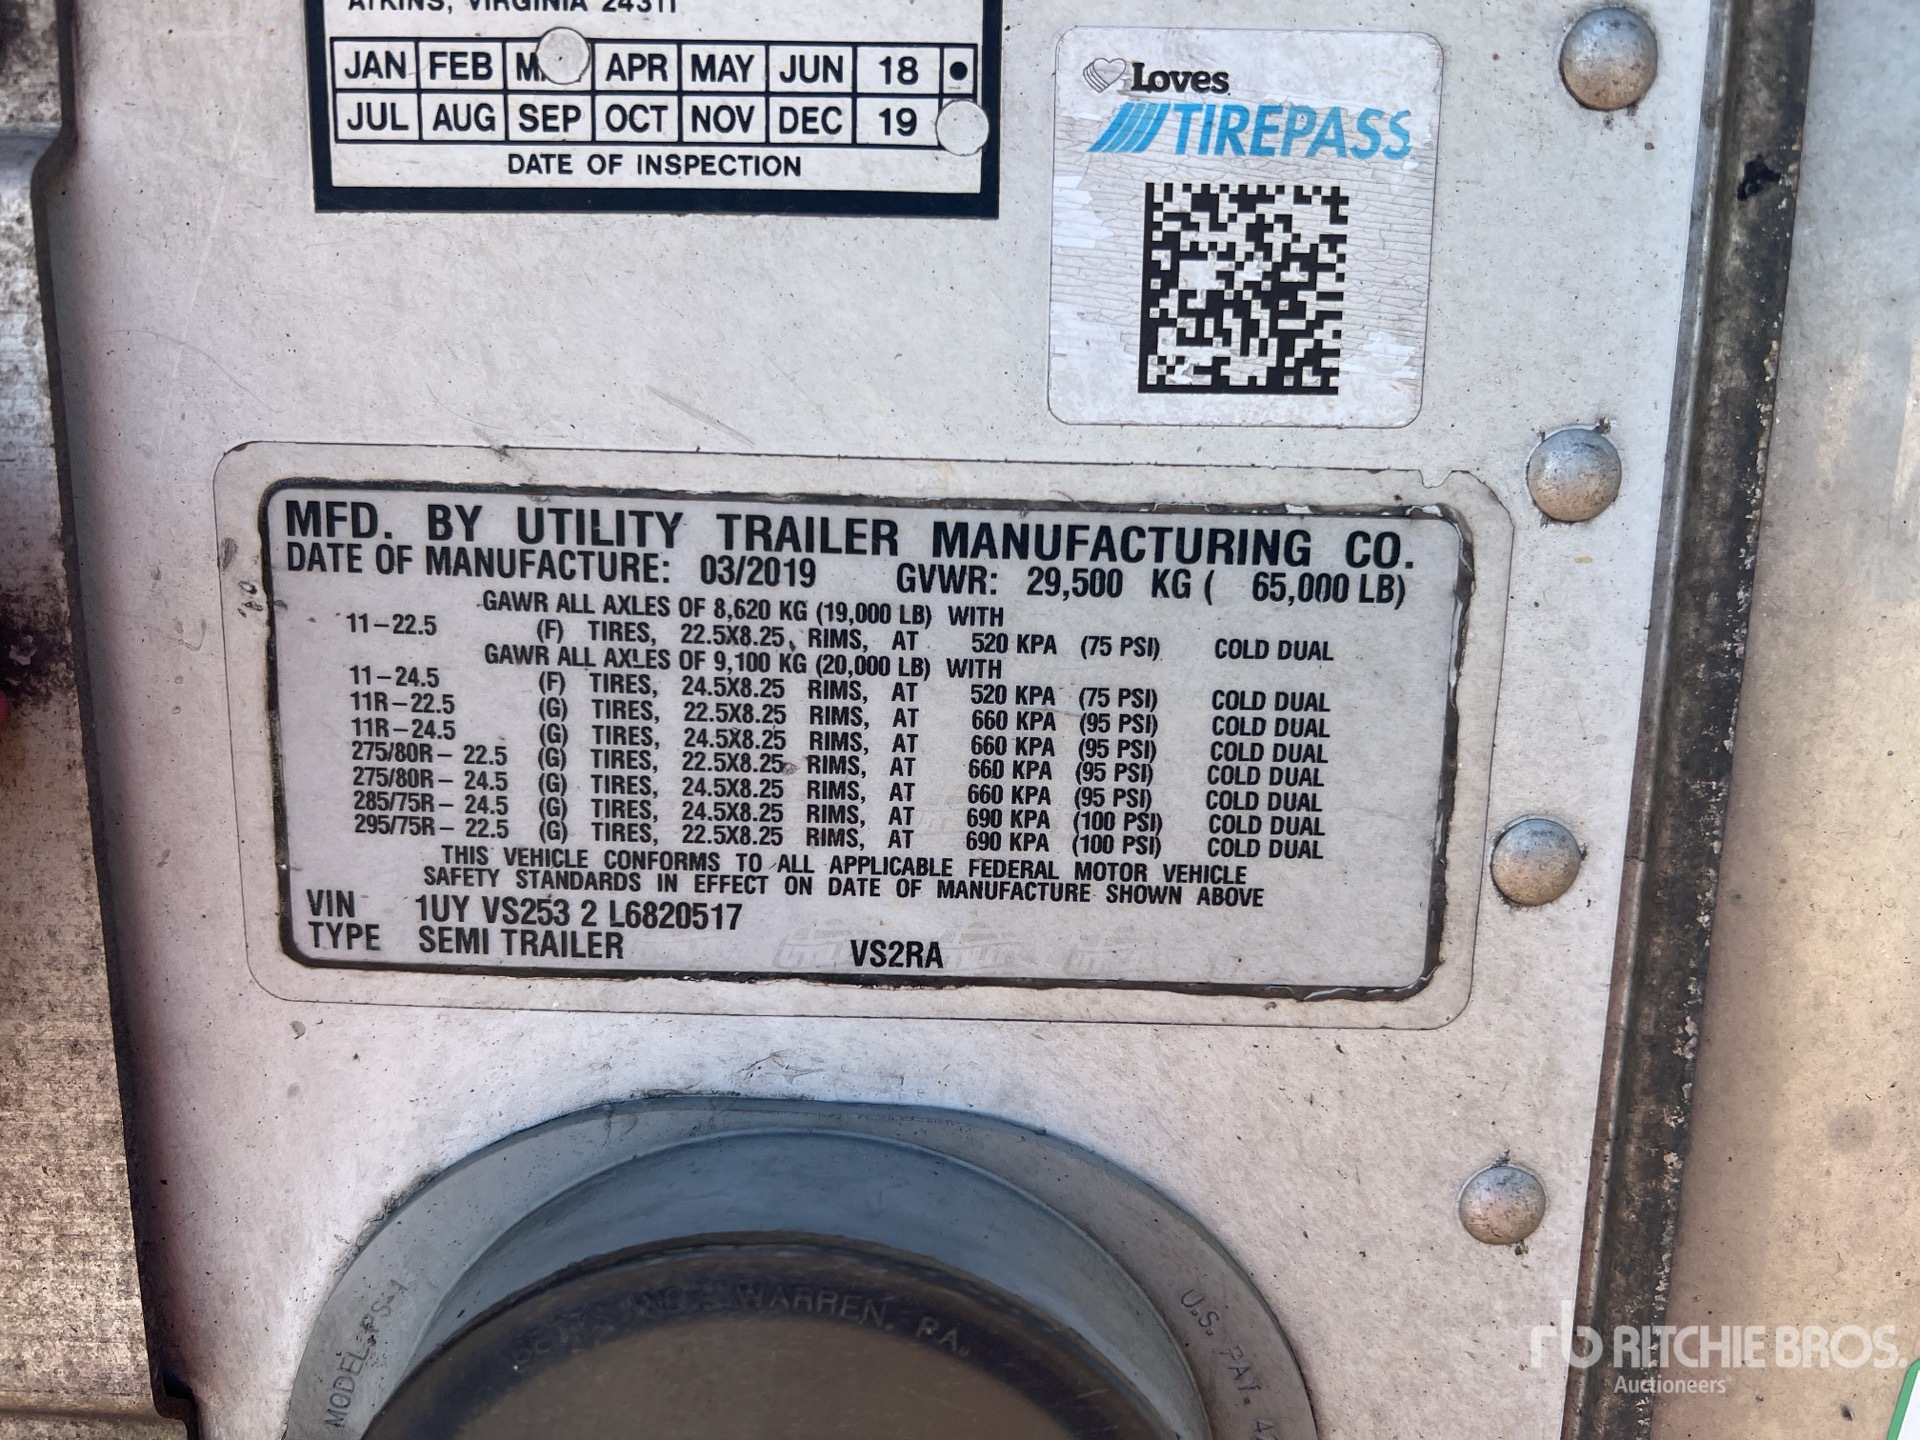 ATKINS, VIRGINIA 24311
JAN FEB APR MAY JUN 18
JUL AUG SEP OCT NOV DEC 19
DATE OF INSPECTION
Loves
TIREPASS
MFD. BY UTILITY TRAILER MANUFACTURING CO.
DATE OF MANUFACTURE: 03/2019 GVWR: 29,500 KG ( 65,000 LB)
GAWR ALL AXLES OF 8,620 KG (19,000 LB) WITH
11-22.5 (F) TIRES, 22.5X8.25, RIMS, AT 520 KPA (75 PSI) COLD DUAL
GAWR ALL AXLES OF 9,100 KG (20,000 LB) WITH
11-24.5 (F) TIRES, 24.5X8.25 RIMS, AT 520 KPA (75 PSI) COLD DUAL
11R-22.5 (G) TIRES, 22.5X8.25 RIMS, AT 660 KPA (95 PSI) COLD DUAL
11R-24.5 (G) TIRES, 24.5X8.25 RIMS, AT 660 KPA (95 PSI) COLD DUAL
275/80R- 22.5 (G) TIRES, 22.5X8.25 RIMS, AT 660 KPA (95 PSI) COLD DUAL
275/80R- 24.5 (G) TIRES, 24.5X8.25 RIMS, AT 660 KPA (95 PSI) COLD DUAL
285/75R- 24.5 (G) TIRES, 24.5X8.25 RIMS, AT 690 KPA (100 PSI) COLD DUAL
295/75R- 22.5 (G) TIRES, 22.5X8.25 RIMS, AT 690 KPA (100 PSI) COLD DUAL
THIS VEHICLE CONFORMS TO ALL APPLICABLE FEDERAL MOTOR VEHICLE
SAFETY STANDARDS IN EFFECT ON DATE OF MANUFACTURE SHOWN ABOVE
VIN 1UY VS253 2 L6820517
TYPE SEMI TRAILER VS2RA
MODEL PS-1
WARREN, PA.
U.S. PAT.
rb RITCHIE BROS.
Auctioneers